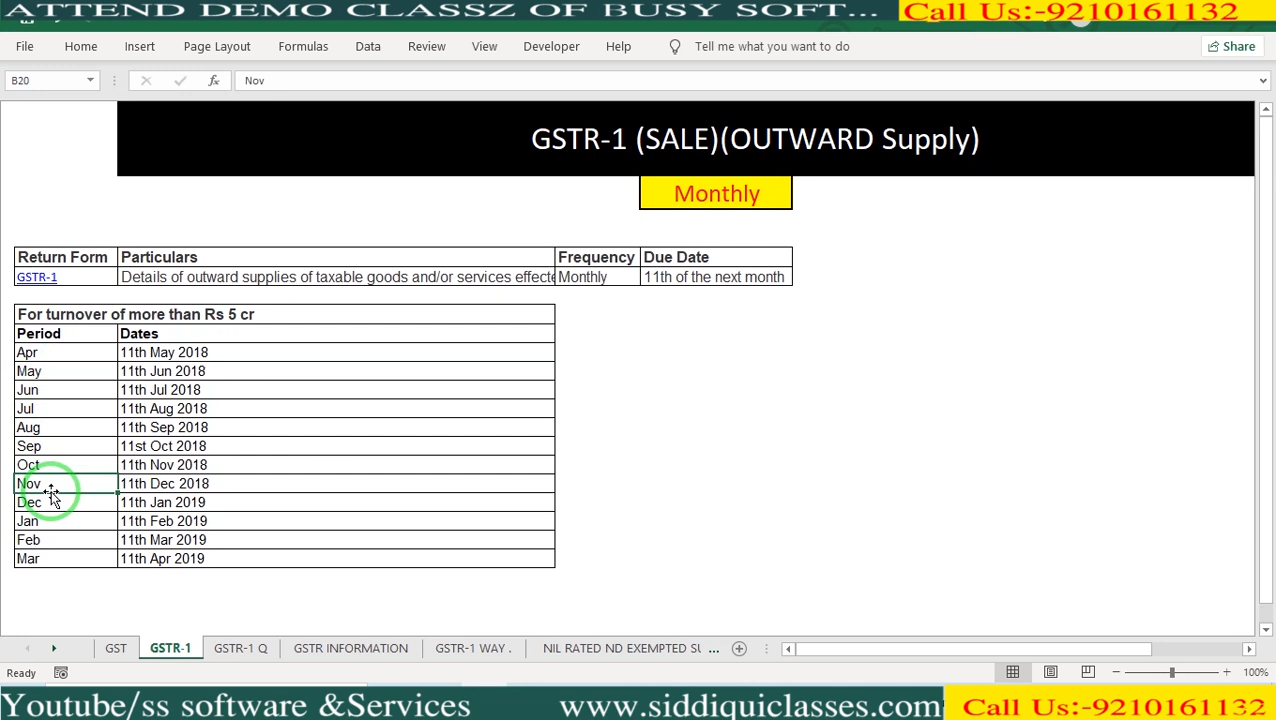 ATTEND DEMO CLASSZ OF BUSY SOFT...
Call Us:-9210161132
File Home Insert Page Layout Formulas Data Review View Developer Help Tell me what you want to do Share
B20 fx Nov
GSTR-1 (SALE)(OUTWARD Supply)
Monthly
Return Form Particulars Frequency Due Date
GSTR-1 Details of outward supplies of taxable goods and/or services effecte Monthly 11th of the next month
For turnover of more than Rs 5 cr
Period Dates
Apr 11th May 2018
May 11th Jun 2018
Jun 11th Jul 2018
Jul 11th Aug 2018
Aug 11th Sep 2018
Sep 11st Oct 2018
Oct 11th Nov 2018
Nov 11th Dec 2018
Dec 11th Jan 2019
Jan 11th Feb 2019
Feb 11th Mar 2019
Mar 11th Apr 2019
GST GSTR-1 GSTR-1 Q GSTR INFORMATION GSTR-1 WAY . NIL RATED ND EXEMPTED SU ...
Ready 100%
Youtube/ss software &Services www.siddiquiclasses.com Call Us:-9210161132